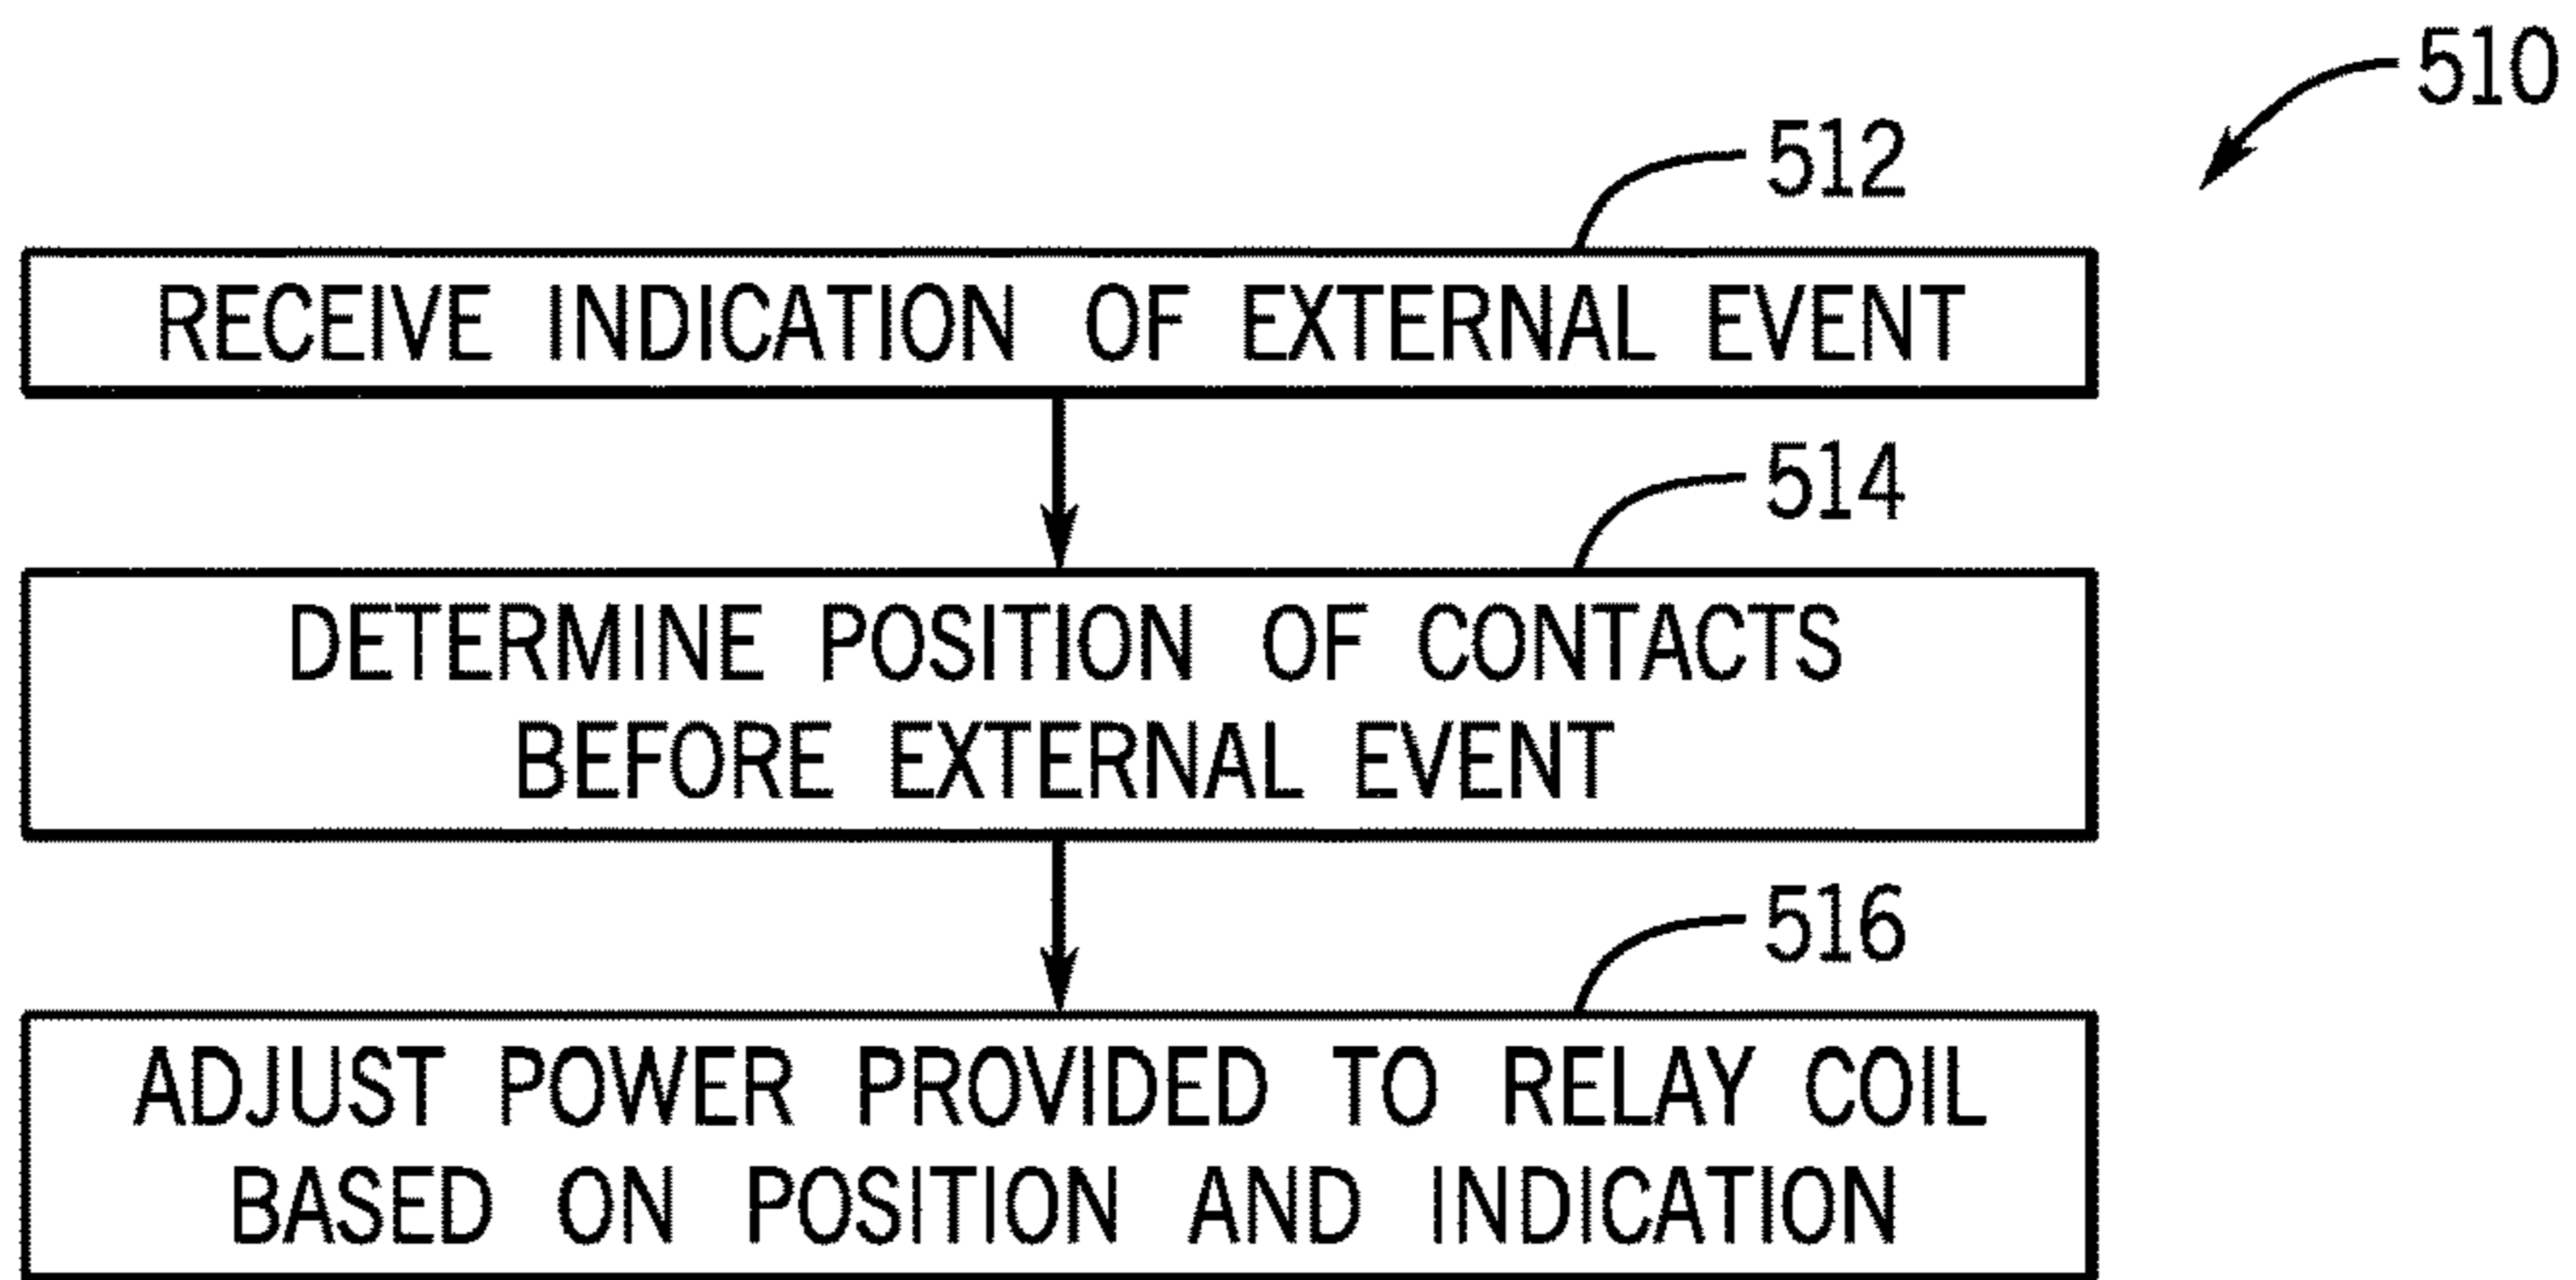 510
512
RECEIVE INDICATION OF EXTERNAL EVENT
514
DETERMINE POSITION OF CONTACTS
BEFORE EXTERNAL EVENT
516
ADJUST POWER PROVIDED TO RELAY COIL
BASED ON POSITION AND INDICATION